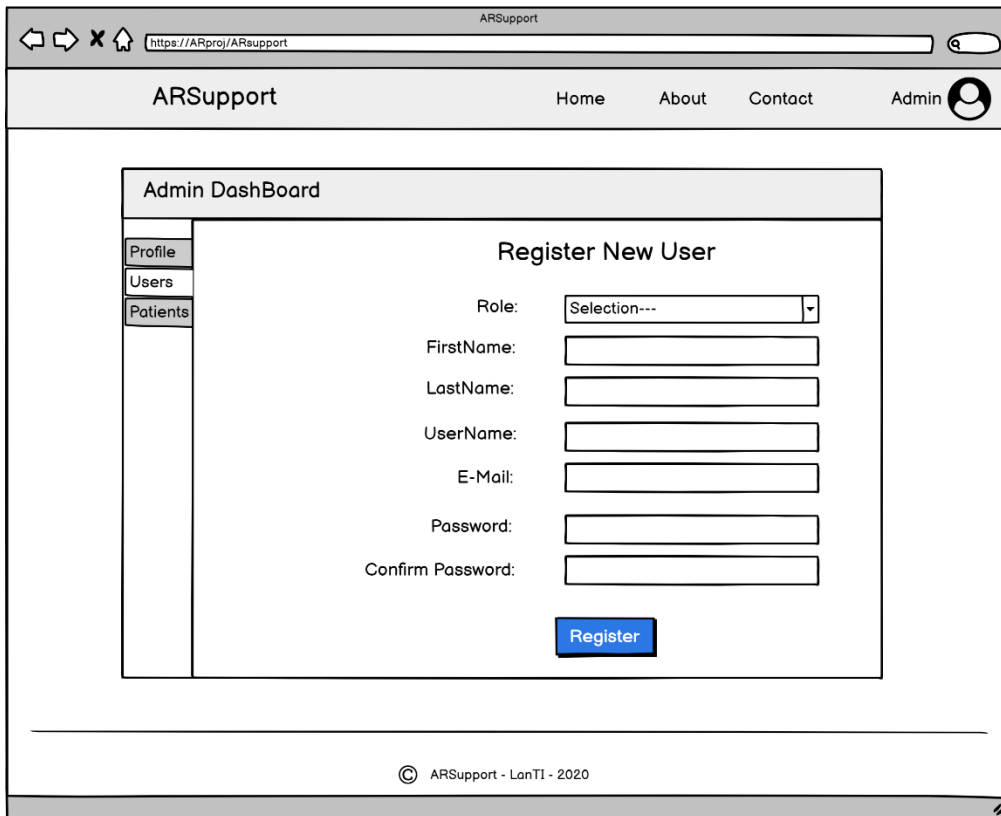 ARSupport
https://ARproj/ARsupport
ARSupport Home About Contact Admin
Admin DashBoard
Profile
Users
Patients
Register New User
Role: Selection---
FirstName:
LastName:
UserName:
E-Mail:
Password:
Confirm Password:
Register
© ARSupport - LanTI - 2020